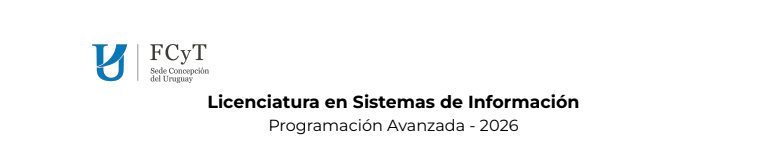 FCyT
Sede Concepción
del Uruguay
Licenciatura en Sistemas de Información
Programación Avanzada - 2026